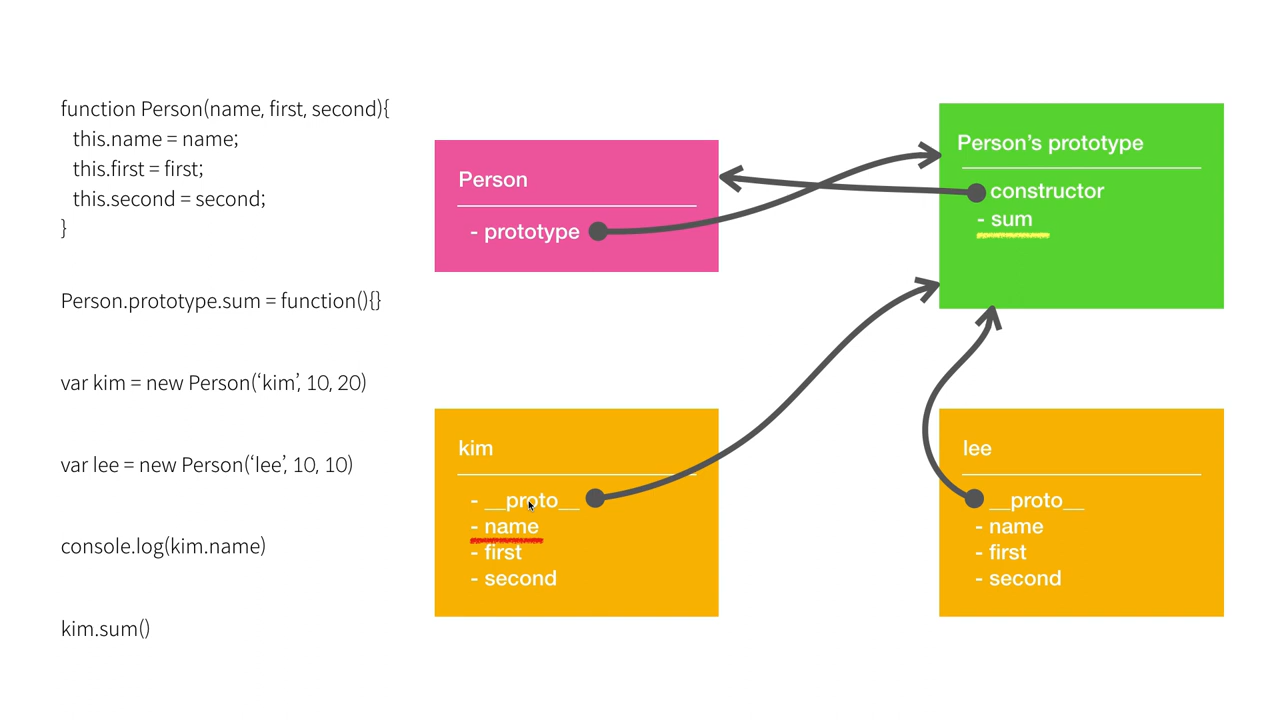 function Person(name, first, second){
this.name = name;
this.first = first;
this.second = second;
}
Person.prototype.sum = function(){}
var kim = new Person(‘kim’, 10, 20)
var lee = new Person(‘lee’, 10, 10)
console.log(kim.name)
kim.sum()
Person
- prototype
Person’s prototype
constructor
- sum
kim
- __proto__
- name
- first
- second
lee
__proto__
- name
- first
- second